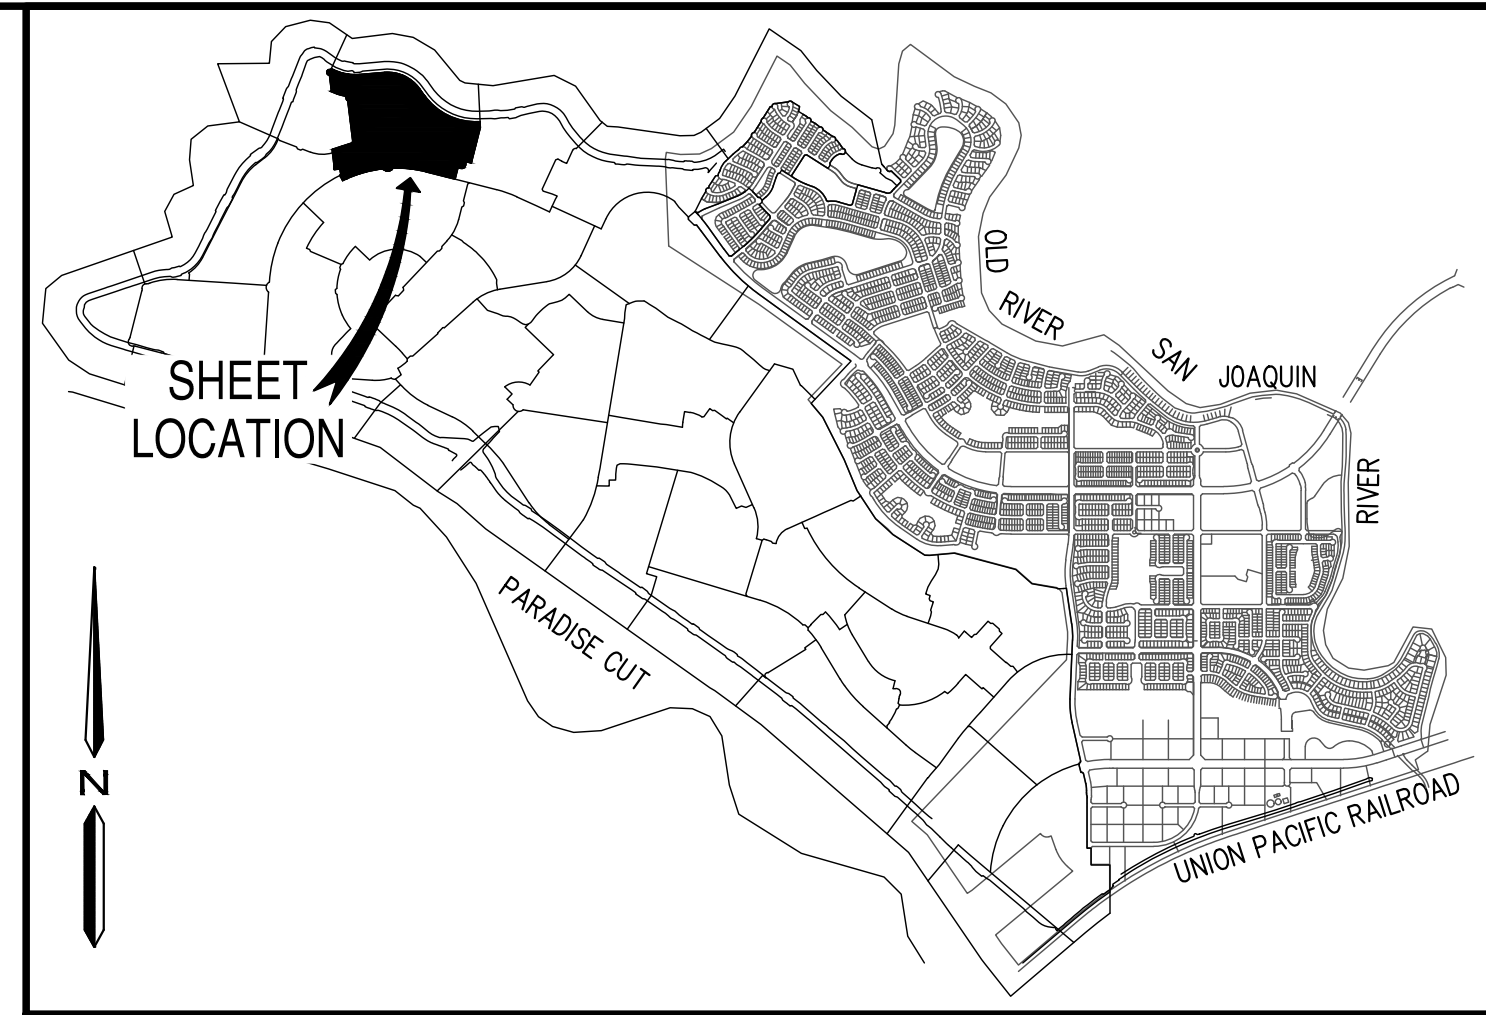 OLD
RIVER
SAN
JOAQUIN
RIVER
SHEET
LOCATION
PARADISE CUT
N
UNION PACIFIC RAILROAD